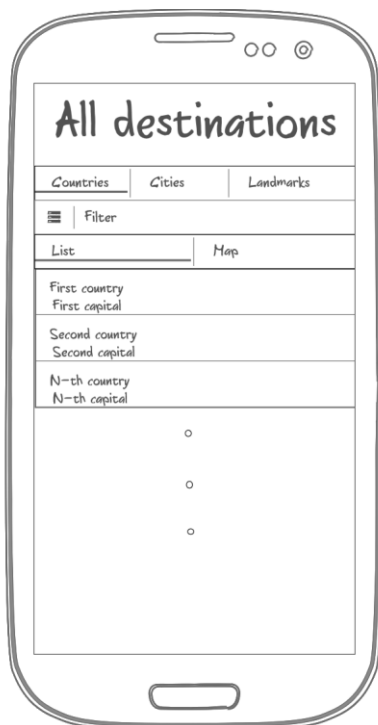 All destinations
Countries Cities Landmarks
Filter
List Map
First country
First capital
Second country
Second capital
N-th country
N-th capital